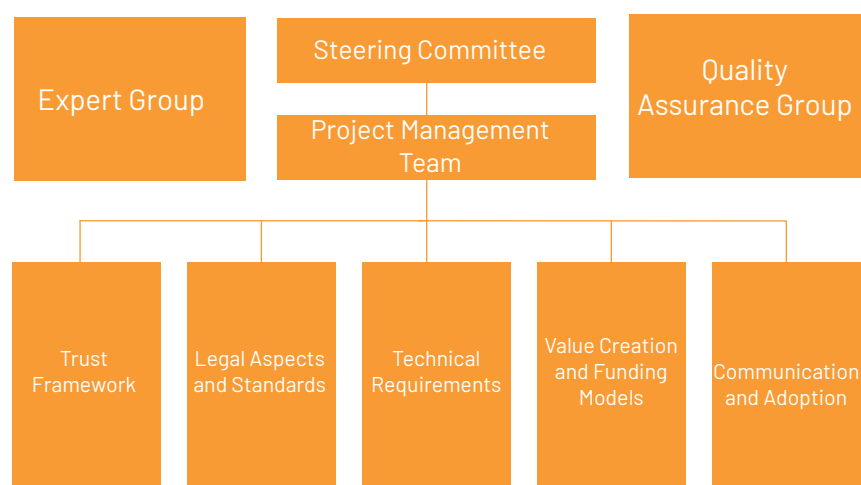 Steering Committee
Expert Group
Quality
Assurance Group
Project Management
Team
Trust
Framework
Legal Aspects
and Standards
Technical
Requirements
Value Creation
and Funding
Models
Communication
and Adoption